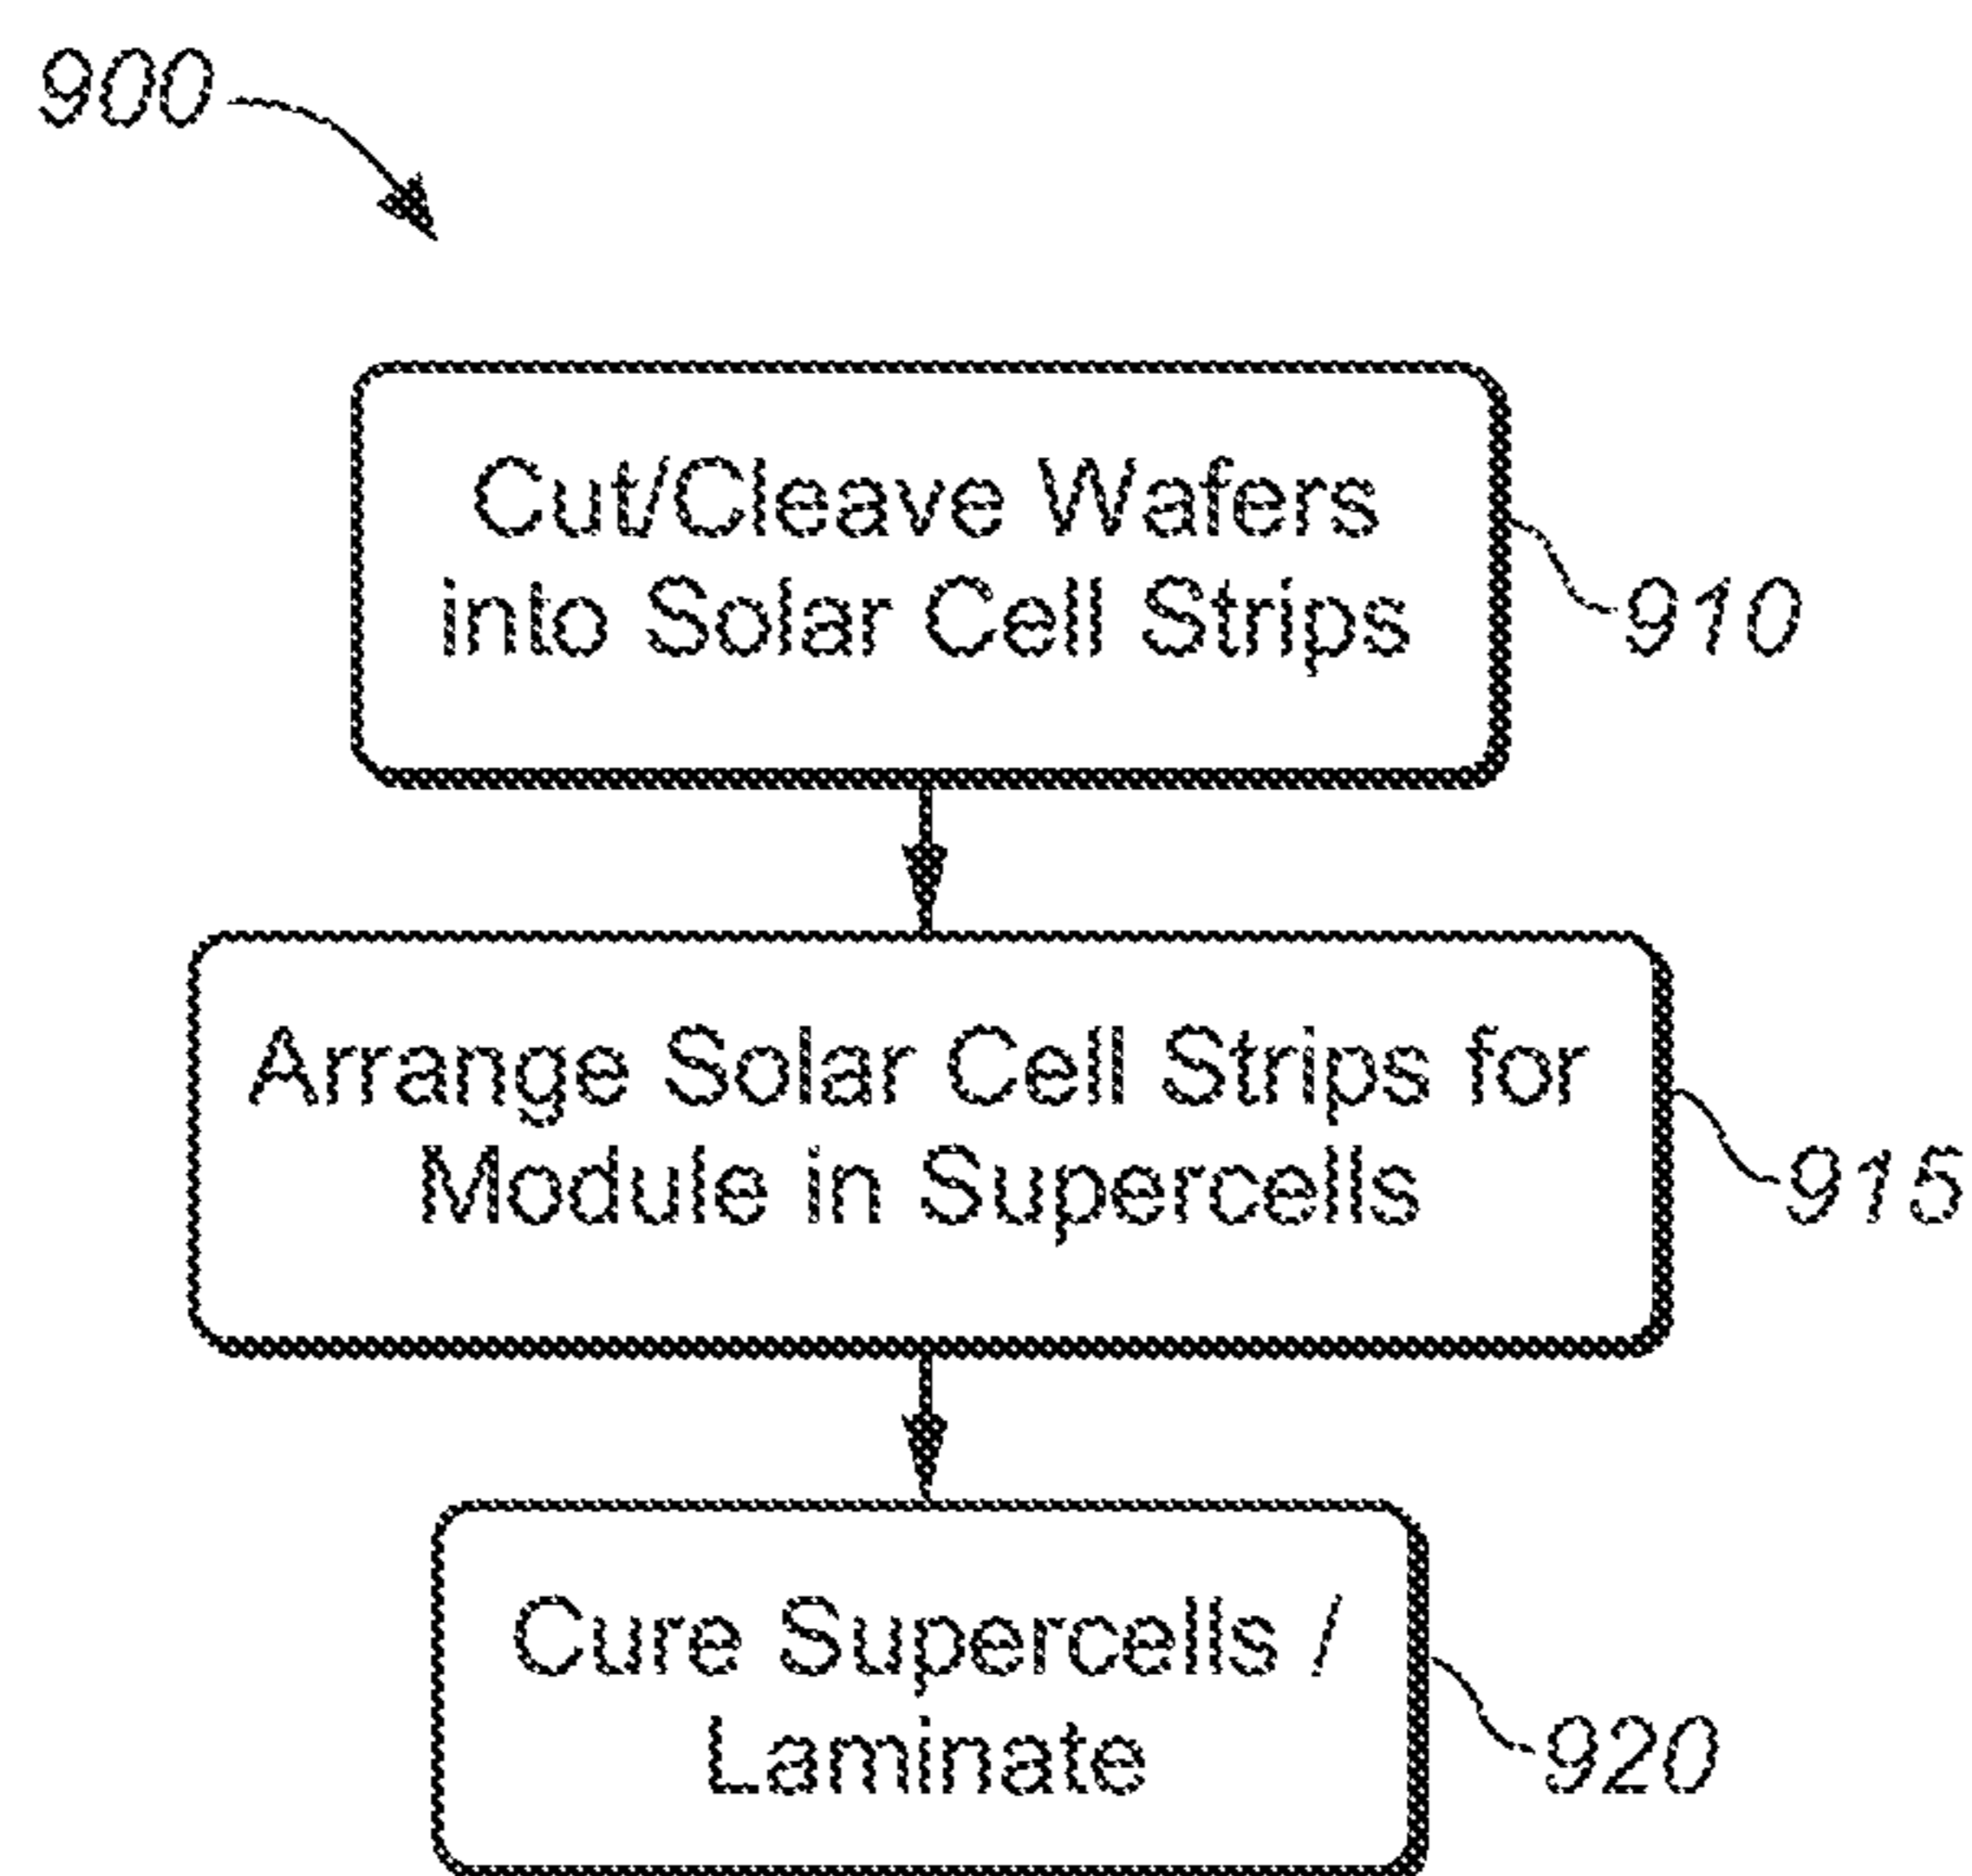 900
Cut/Cleave Wafers
into Solar Cell Strips
910
Arrange Solar Cell Strips for
Module in Supercells
915
Cure Supercells /
Laminate
920